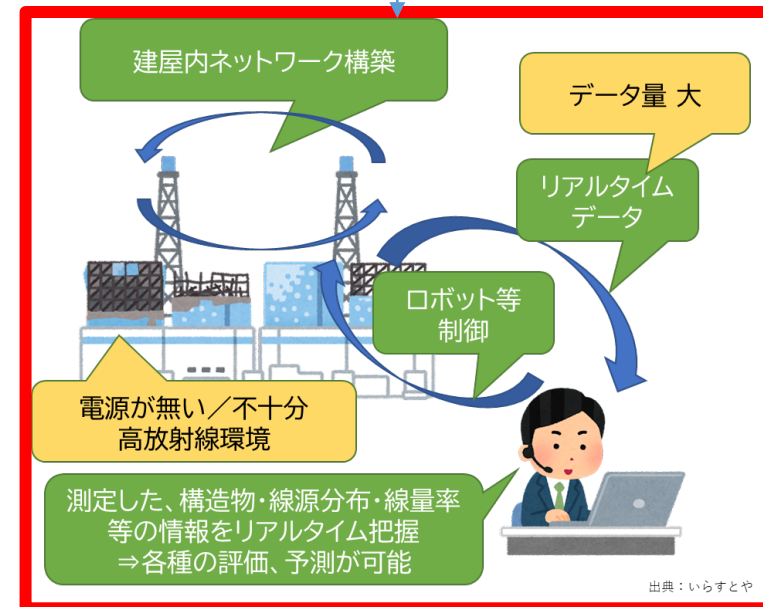 建屋内ネットワーク構築
データ量 大
リアルタイム
データ
ロボット等
制御
電源が無い／不十分
高放射線環境
測定した、構造物・線源分布・線量率
等の情報をリアルタイム把握
⇒各種の評価、予測が可能
出典：いらすとや